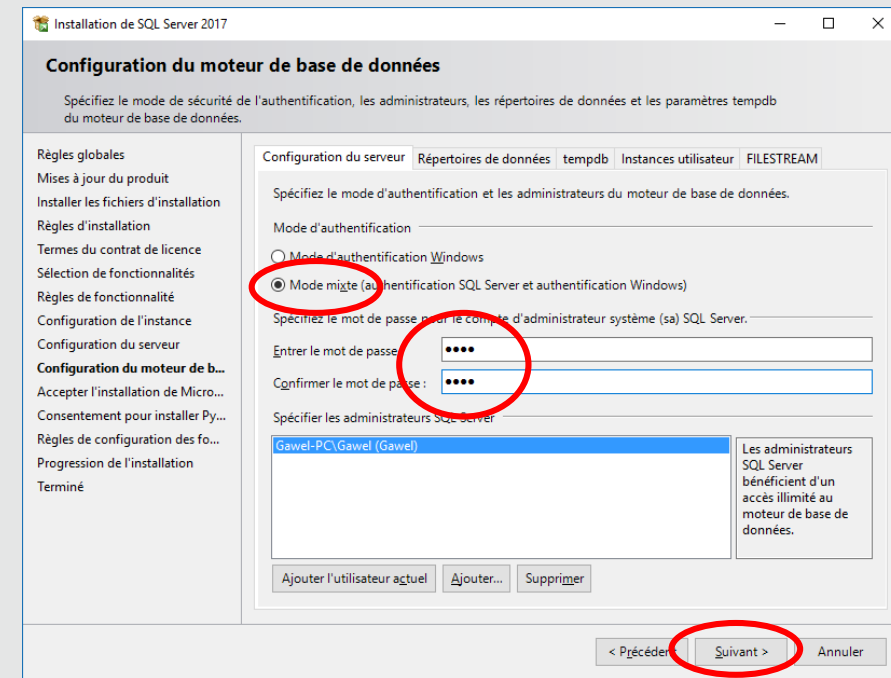 Installation de SQL Server 2017
Configuration du moteur de base de données
Spécifiez le mode de sécurité de l'authentification, les administrateurs, les répertoires de données et les paramètres tempdb
du moteur de base de données.
Règles globales
Mises à jour du produit
Installer les fichiers d'installation
Règles d'installation
Termes du contrat de licence
Sélection de fonctionnalités
Règles de fonctionnalité
Configuration de l'instance
Configuration du serveur
Configuration du moteur de b...
Accepter l'installation de Micro...
Consentement pour installer Py...
Règles de configuration des fo...
Progression de l'installation
Terminé
Configuration du serveur Répertoires de données tempdb Instances utilisateur FILESTREAM
Spécifiez le mode d'authentification et les administrateurs du moteur de base de données.
Mode d'authentification
Mode d'authentification Windows
Mode mixte (authentification SQL Server et authentification Windows)
Spécifiez le mot de passe pour le compte d'administrateur système (sa) SQL Server.
Entrer le mot de passe :
••••
Confirmer le mot de passe :
••••
Spécifier les administrateurs SQL Server
Gawel-PC\Gawel (Gawel)
Les administrateurs
SQL Server
bénéficient d'un
accès illimité au
moteur de base de
données.
Ajouter l'utilisateur actuel Ajouter... Supprimer
< Précédent Suivant > Annuler